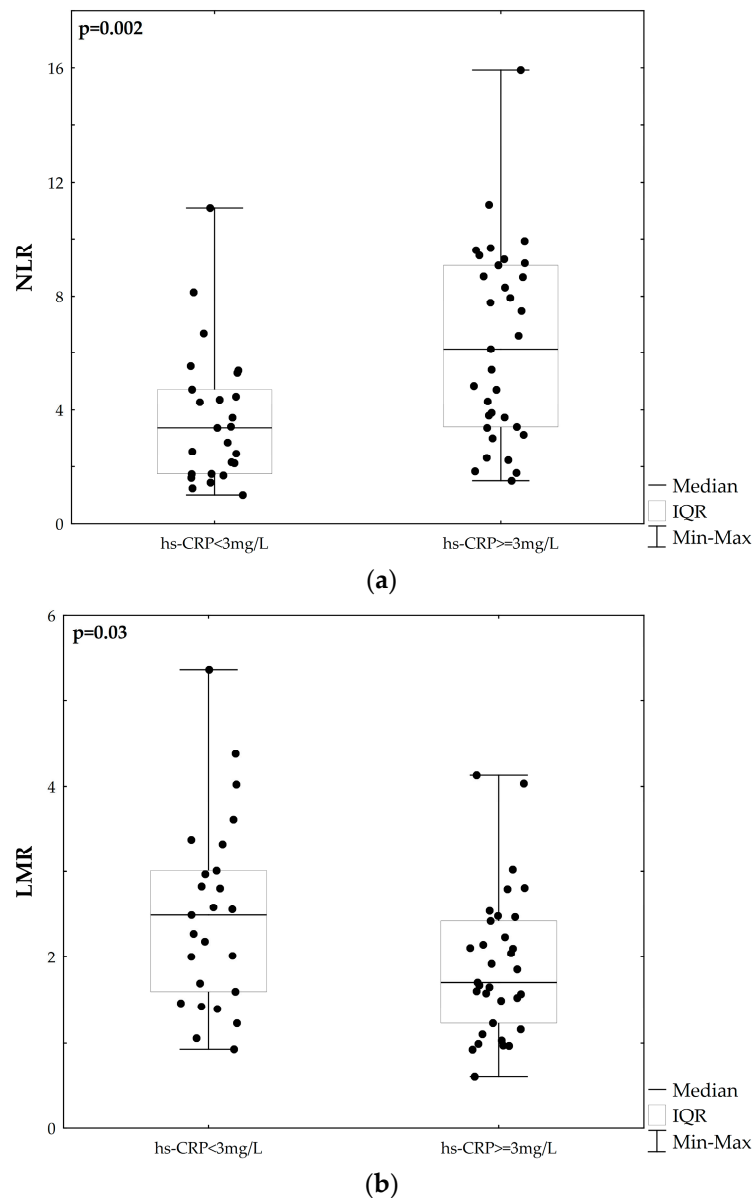 p=0.002
16
12
8
4
0
NLR
hs-CRP<3mg/L
hs-CRP>=3mg/L
Median
IQR
Min-Max
(a)
p=0.03
6
4
2
0
LMR
hs-CRP<3mg/L
hs-CRP>=3mg/L
Median
IQR
Min-Max
(b)